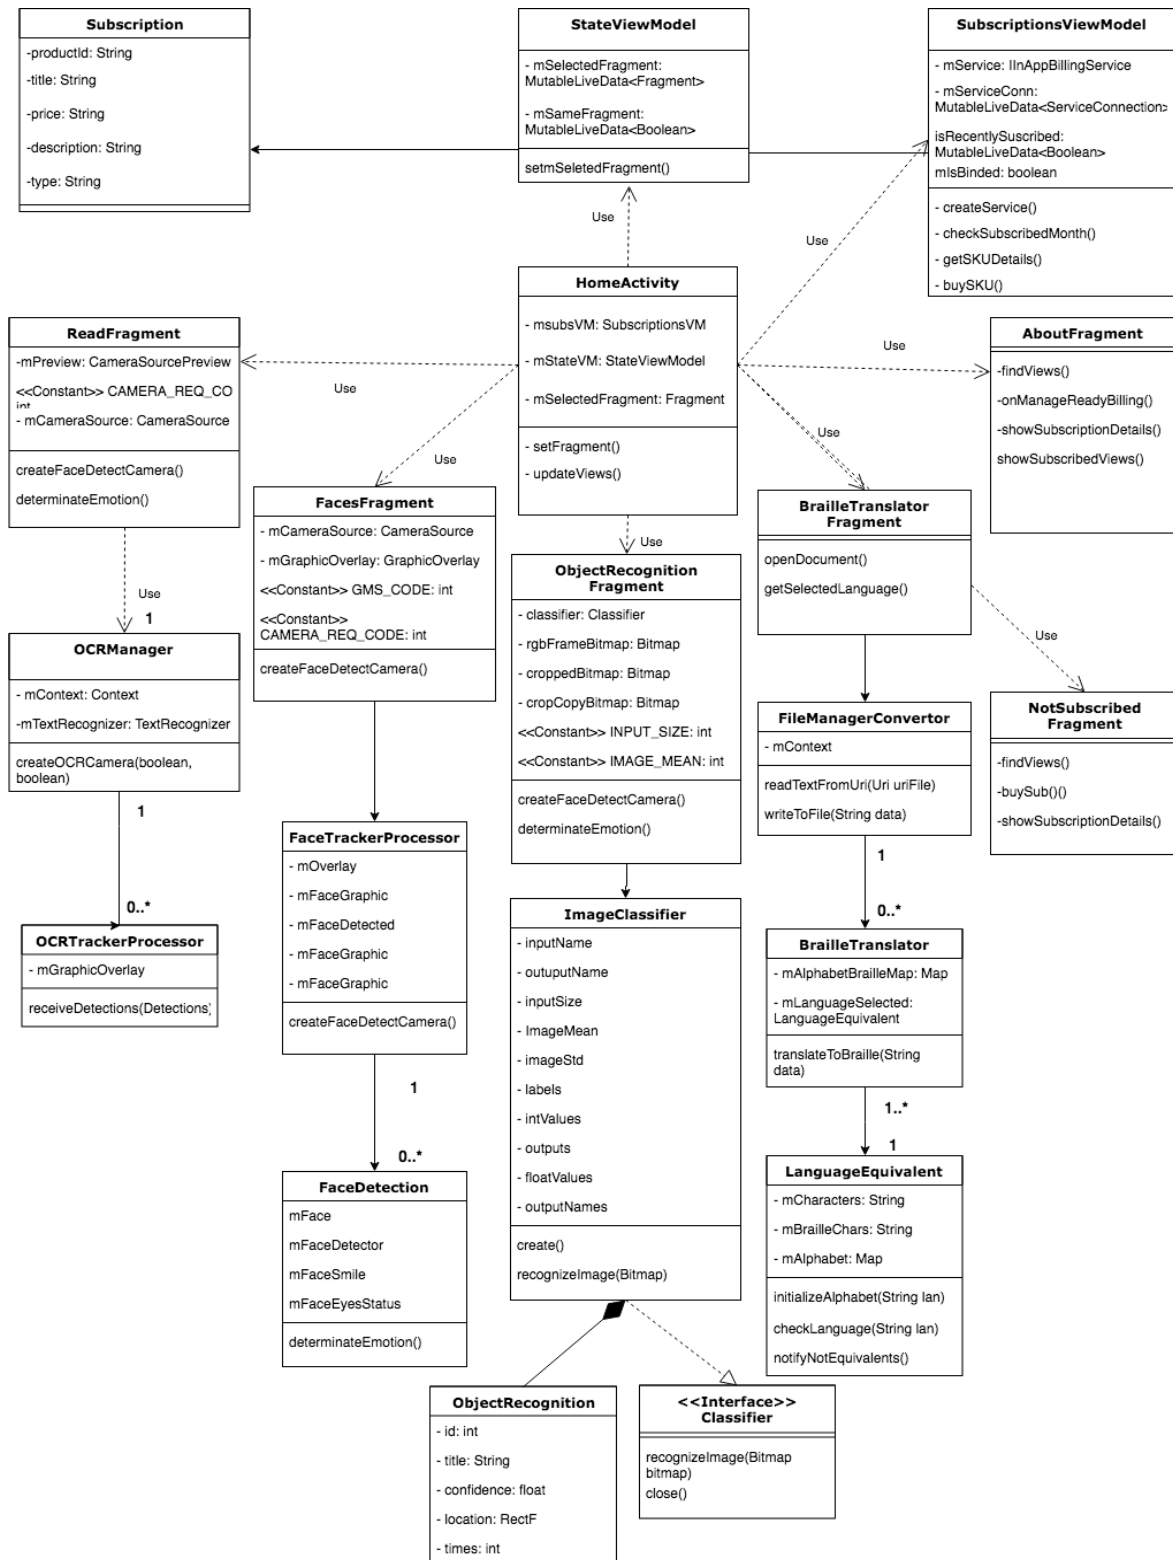 Subscription
-productId: String
-title: String
-price: String
-description: String
-type: String
StateViewModel
- mSelectedFragment:
MutableLiveData<Fragment>
- mSameFragment:
MutableLiveData<Boolean>
setmSeletedFragment()
SubscriptionsViewModel
- mService: IInAppBillingService
- mServiceConn:
MutableLiveData<ServiceConnection>
isRecentlySuscribed:
MutableLiveData<Boolean>
mIsBinded: boolean
- createService()
- checkSubscribedMonth()
- getSKUDetails()
- buySKU()
Use
Use
HomeActivity
- msubsVM: SubscriptionsVM
- mStateVM: StateViewModel
- mSelectedFragment: Fragment
- setFragment()
- updateViews()
ReadFragment
-mPreview: CameraSourcePreview
<<Constant>> CAMERA_REQ_CO
int
- mCameraSource: CameraSource
createFaceDetectCamera()
determinateEmotion()
Use
Use
Use
Use
Use
AboutFragment
-findViews()
-onManageReadyBilling()
-showSubscriptionDetails()
showSubscribedViews()
FacesFragment
- mCameraSource: CameraSource
- mGraphicOverlay: GraphicOverlay
<<Constant>> GMS_CODE: int
<<Constant>>
CAMERA_REQ_CODE: int
createFaceDetectCamera()
ObjectRecognition
Fragment
- classifier: Classifier
- rgbFrameBitmap: Bitmap
- croppedBitmap: Bitmap
- cropCopyBitmap: Bitmap
<<Constant>> INPUT_SIZE: int
<<Constant>> IMAGE_MEAN: int
createFaceDetectCamera()
determinateEmotion()
BrailleTranslator
Fragment
openDocument()
getSelectedLanguage()
Use
1
Use
OCRManager
- mContext: Context
-mTextRecognizer: TextRecognizer
createOCRCamera(boolean,
boolean)
1
0..*
OCRTrackerProcessor
- mGraphicOverlay
receiveDetections(Detections)
FileManagerConvertor
- mContext
readTextFromUri(Uri uriFile)
writeToFile(String data)
NotSubscribed
Fragment
-findViews()
-buySub()()
-showSubscriptionDetails()
FaceTrackerProcessor
- mOverlay
- mFaceGraphic
- mFaceDetected
- mFaceGraphic
- mFaceGraphic
createFaceDetectCamera()
1
0..*
FaceDetection
mFace
mFaceDetector
mFaceSmile
mFaceEyesStatus
determinateEmotion()
ImageClassifier
- inputName
- outuputName
- inputSize
- ImageMean
- imageStd
- labels
- intValues
- outputs
- floatValues
- outputNames
create()
recognizeImage(Bitmap)
1
0..*
BrailleTranslator
- mAlphabetBrailleMap: Map
- mLanguageSelected:
LanguageEquivalent
translateToBraille(String
data)
1..*
1
LanguageEquivalent
- mCharacters: String
- mBrailleChars: String
- mAlphabet: Map
initializeAlphabet(String lan)
checkLanguage(String lan)
notifyNotEquivalents()
ObjectRecognition
- id: int
- title: String
- confidence: float
- location: RectF
- times: int
<<Interface>>
Classifier
recognizeImage(Bitmap
bitmap)
close()